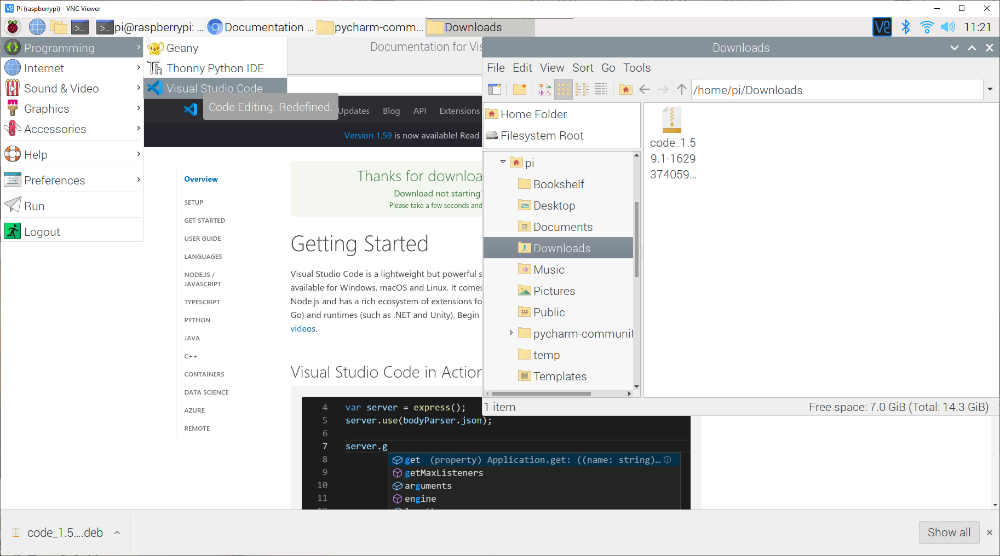 Pi (raspberrypi) - VNC Viewer
pi@raspberrypi: ...
Documentation ...
pycharm-comm...
Downloads
11:21
Programming
Internet
Sound & Video
Graphics
Accessories
Help
Preferences
Run
Logout
Geany
Thonny Python IDE
Visual Studio Code
Code Editing. Redefined.
Documentation for Vis
Updates
Blog
API
Extensions
Version 1.59 is now available! Read
Overview
SETUP
GET STARTED
USER GUIDE
LANGUAGES
NODE.JS /
JAVASCRIPT
TYPESCRIPT
PYTHON
JAVA
C++
CONTAINERS
DATA SCIENCE
AZURE
REMOTE
Thanks for downloa
Download not starting?
Please take a few seconds and
Getting Started
Visual Studio Code is a lightweight but powerful s
available for Windows, macOS and Linux. It comes
Node.js and has a rich ecosystem of extensions fo
Go) and runtimes (such as .NET and Unity). Begin
videos.
Visual Studio Code in Action
4 var server = express();
5 server.use(bodyParser.json);
6
7 server.g
8 get (property) Application.get: ((name: string)...
9 getMaxListeners
10 arguments
11 engine
Downloads
File Edit View Sort Go Tools
/home/pi/Downloads
Home Folder
Filesystem Root
pi
Bookshelf
Desktop
Documents
Downloads
Music
Pictures
Public
pycharm-communit
temp
Templates
code_1.5
9.1-1629
374059...
1 item
Free space: 7.0 GiB (Total: 14.3 GiB)
code_1.5....deb
Show all